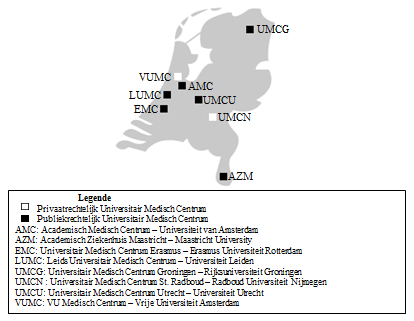 UMCG
VUMC
AMC
LUMC
UMCU
EMC
UMCN
AZM
Legende
Privaatrechtelijk Universitair Medisch Centrum
Publiekrechtelijk Universitair Medisch Centrum
AMC: Academisch Medisch Centrum – Universiteit van Amsterdam
AZM: Academisch Ziekenhuis Maastricht – Maastricht University
EMC: Universitair Medisch Centrum Erasmus – Erasmus Universiteit Rotterdam
LUMC: Leids Universitair Medisch Centrum – Universiteit Leiden
UMCG: Universitair Medisch Centrum Groningen – Rijksuniversiteit Groningen
UMCN : Universitair Medisch Centrum St. Radboud – Radboud Universiteit Nijmegen
UMCU: Universitair Medisch Centrum Utrecht – Universiteit Utrecht
VUMC: VU Medisch Centrum – Vrije Universiteit Amsterdam